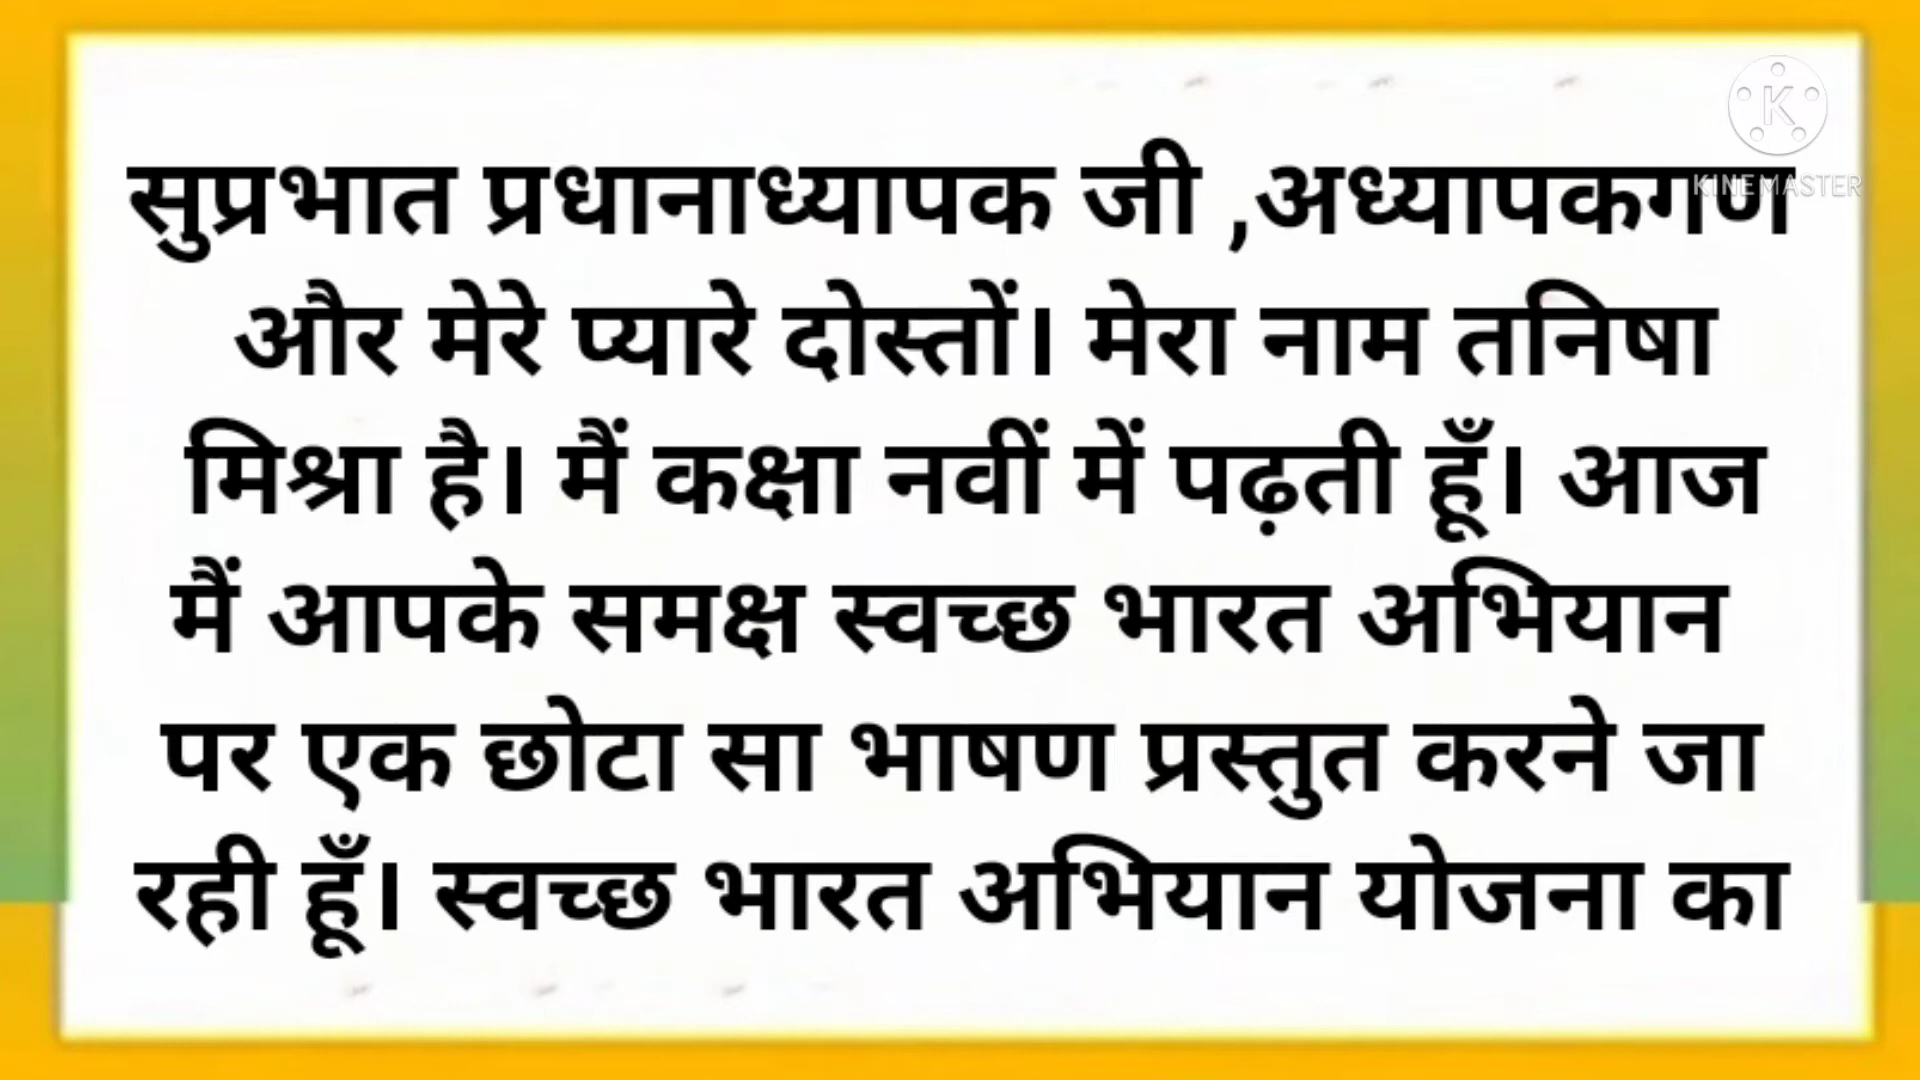 सुप्रभात प्रधानाध्यापक जी ,अध्यापकगण
और मेरे प्यारे दोस्तों। मेरा नाम तनिषा
मिश्रा है। मैं कक्षा नवीं में पढ़ती हूँ। आज
मैं आपके समक्ष स्वच्छ भारत अभियान
पर एक छोटा सा भाषण प्रस्तुत करने जा
रही हूँ। स्वच्छ भारत अभियान योजना का
K
KINEMASTER